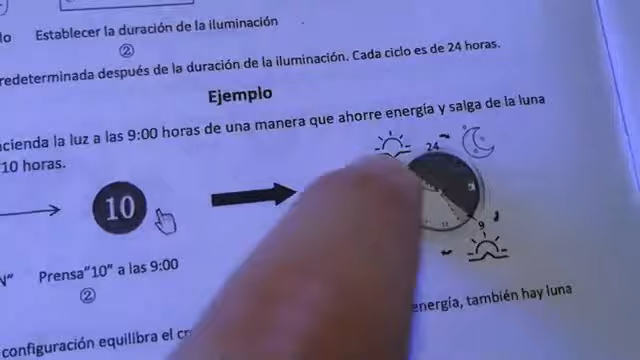 Establecer la duración de la iluminación
②
redeterminada después de la duración de la iluminación. Cada ciclo es de 24 horas.
Ejemplo
cienda la luz a las 9:00 horas de una manera que ahorre energía y salga de la luna
10 horas.
24
10
9
Prensa"10" a las 9:00
②
energía, también hay luna
configuración equilibra el cr